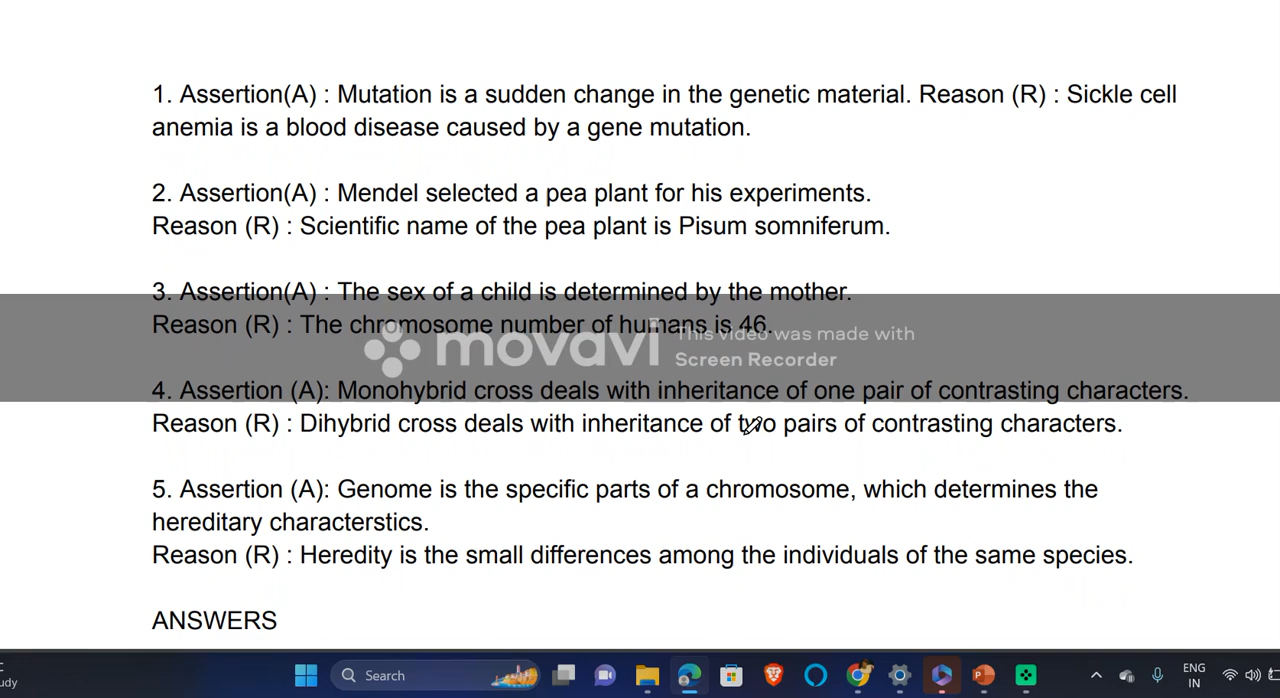 1. Assertion(A) : Mutation is a sudden change in the genetic material. Reason (R) : Sickle cell
anemia is a blood disease caused by a gene mutation.
2. Assertion(A) : Mendel selected a pea plant for his experiments.
Reason (R) : Scientific name of the pea plant is Pisum somniferum.
3. Assertion(A) : The sex of a child is determined by the mother.
Reason (R) : The chromosome number of humans is 46.
movavi
This video was made with
Screen Recorder
4. Assertion (A): Monohybrid cross deals with inheritance of one pair of contrasting characters.
Reason (R) : Dihybrid cross deals with inheritance of two pairs of contrasting characters.
5. Assertion (A): Genome is the specific parts of a chromosome, which determines the
hereditary characterstics.
Reason (R) : Heredity is the small differences among the individuals of the same species.
ANSWERS
Search
ENG
IN